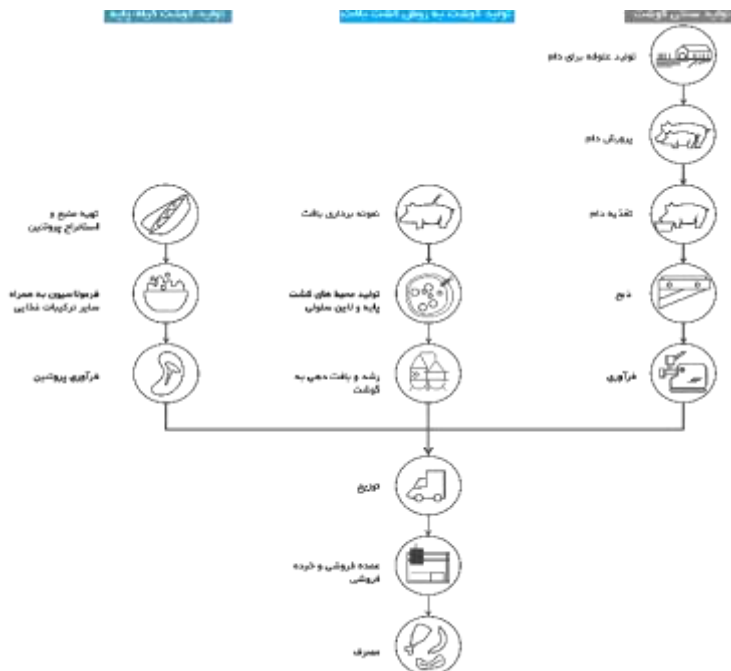 تولید سنتی گوشت
تولید گوشت به روش کشت بافت
تولید گوشت گیاه پایه
تولید علوفه برای دام
پرورش دام
تغذیه دام
ذبح
فرآوری
نمونه برداری بافت
تولید محیط های کشت
پایه و لاین سلولی
رشد و بافت دهی به
گوشت
تهیه منبع و
استخراج پروتئین
فرمولاسیون به همراه
سایر ترکیبات غذایی
فرآوری پروتئین
توزیع
عمده فروشی و خرده
فروشی
مصرف